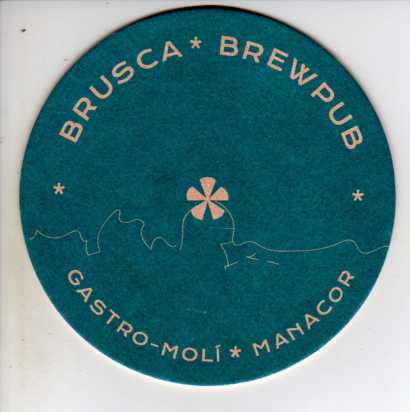 BRUSCA * BREWPUB
GASTRO-MOLÍ * MANACOR